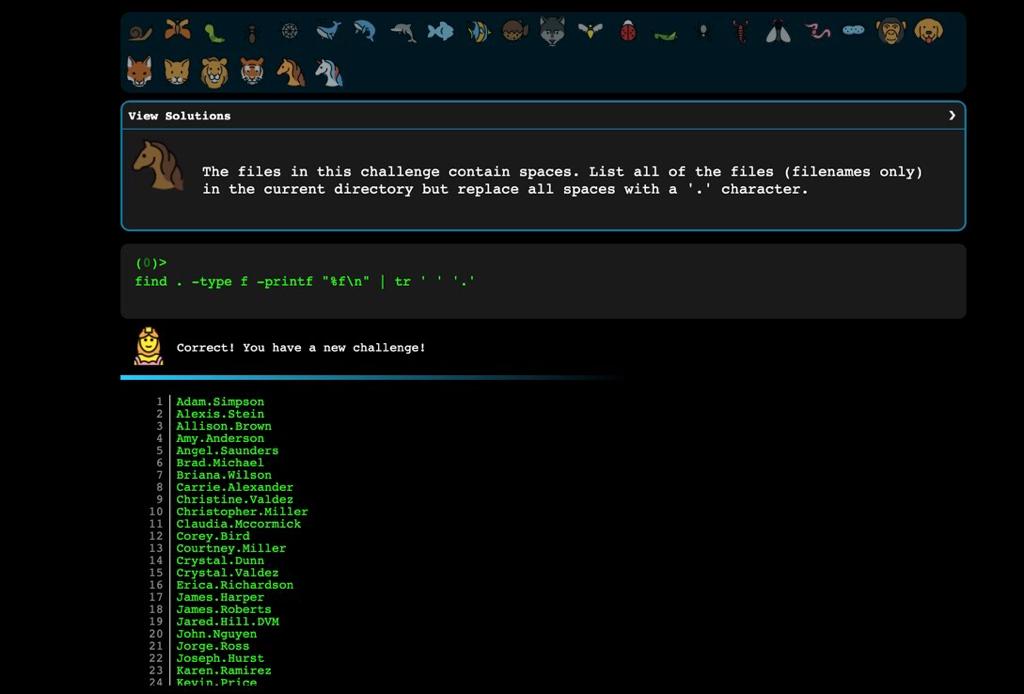 View Solutions ❯
The files in this challenge contain spaces. List all of the files (filenames only)
in the current directory but replace all spaces with a '.' character.
(0)>
find . -type f -printf "%f\n" | tr ' ' '.'
Correct! You have a new challenge!
1 Adam.Simpson
2 Alexis.Stein
3 Allison.Brown
4 Amy.Anderson
5 Angel.Saunders
6 Brad.Michael
7 Briana.Wilson
8 Carrie.Alexander
9 Christine.Valdez
10 Christopher.Miller
11 Claudia.Mccormick
12 Corey.Bird
13 Courtney.Miller
14 Crystal.Dunn
15 Crystal.Valdez
16 Erica.Richardson
17 James.Harper
18 James.Roberts
19 Jared.Hill.DVM
20 John.Nguyen
21 Jorge.Ross
22 Joseph.Hurst
23 Karen.Ramirez
24 Kevin.Price